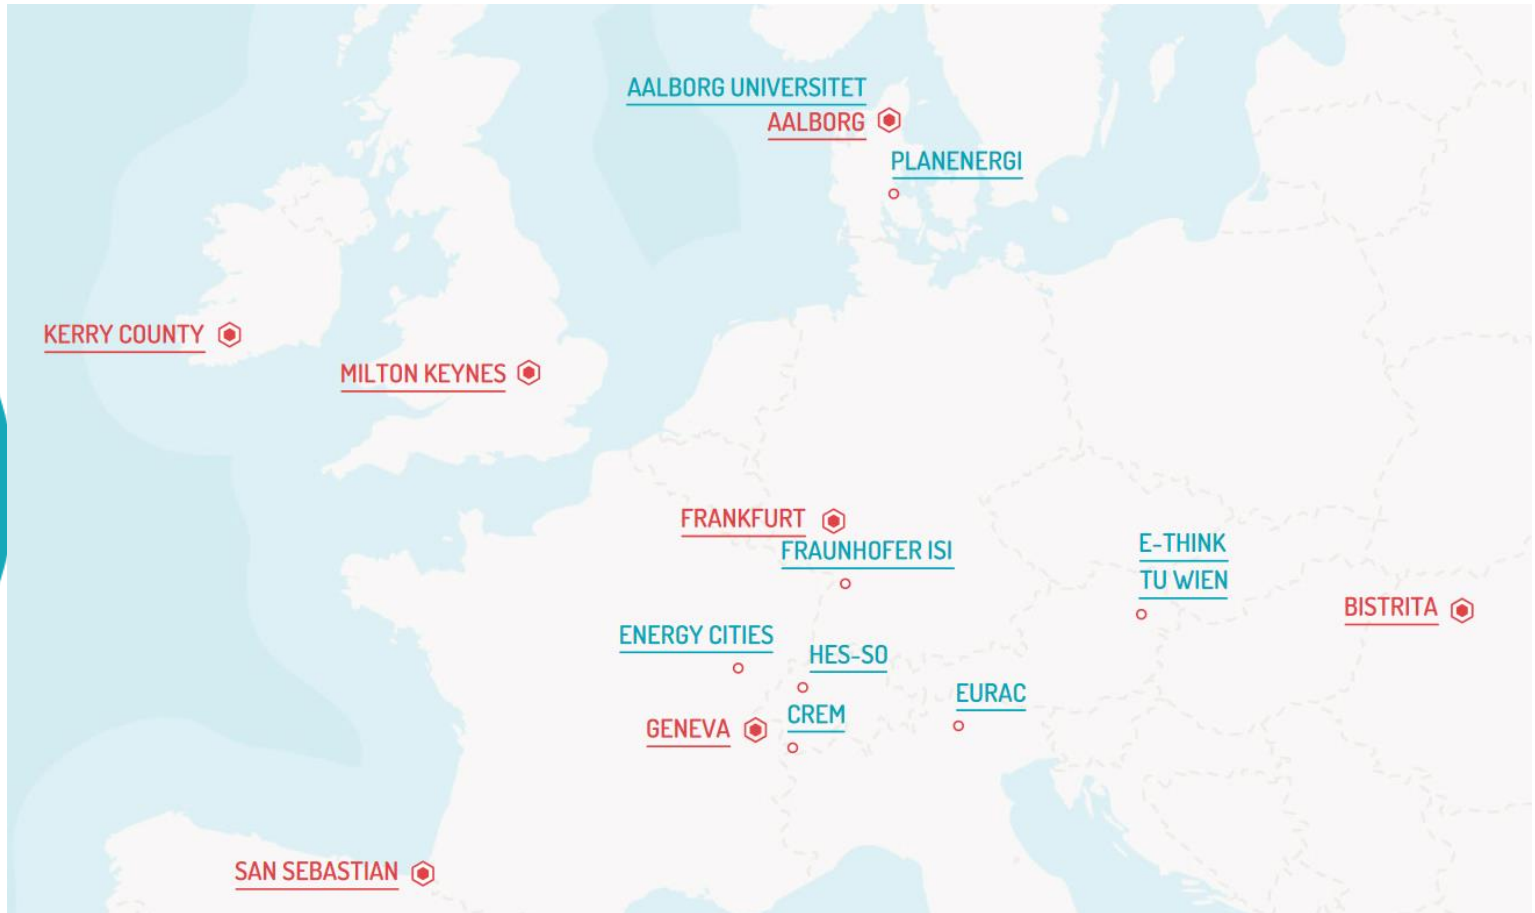 AALBORG UNIVERSITET
AALBORG
PLANENERGI
KERRY COUNTY
MILTON KEYNES
FRANKFURT
FRAUNHOFER ISI
E-THINK
TU WIEN
BISTRITA
ENERGY CITIES
HES-SO
EURAC
GENEVA
CREM
SAN SEBASTIAN